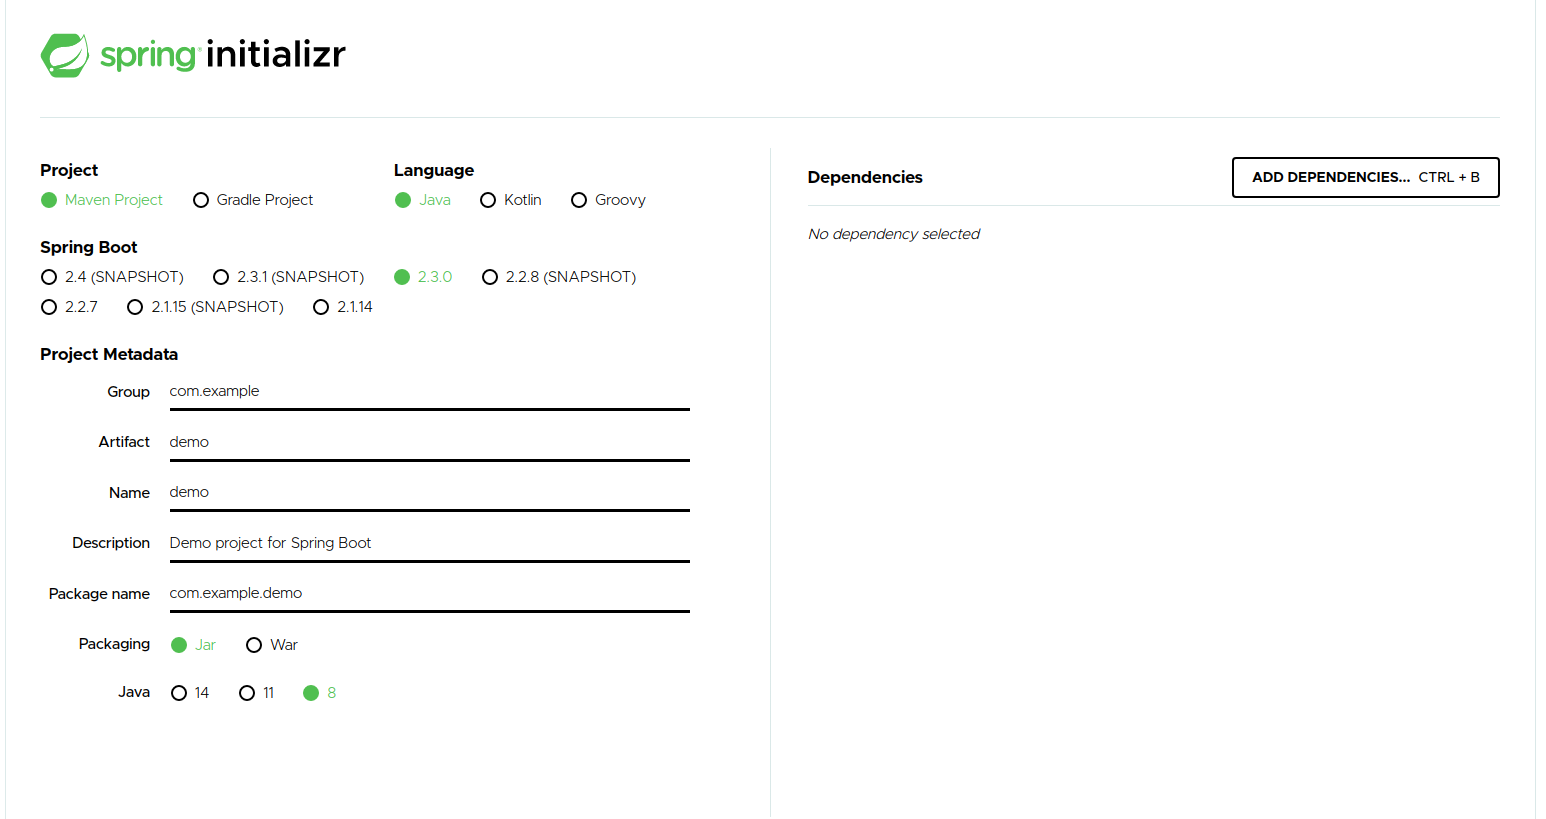 spring initializr
Project
Maven Project Gradle Project
Language
Java Kotlin Groovy
Spring Boot
2.4 (SNAPSHOT) 2.3.1 (SNAPSHOT) 2.3.0 2.2.8 (SNAPSHOT)
2.2.7 2.1.15 (SNAPSHOT) 2.1.14
Project Metadata
Group com.example
Artifact demo
Name demo
Description Demo project for Spring Boot
Package name com.example.demo
Packaging Jar War
Java 14 11 8
Dependencies ADD DEPENDENCIES... CTRL + B
No dependency selected